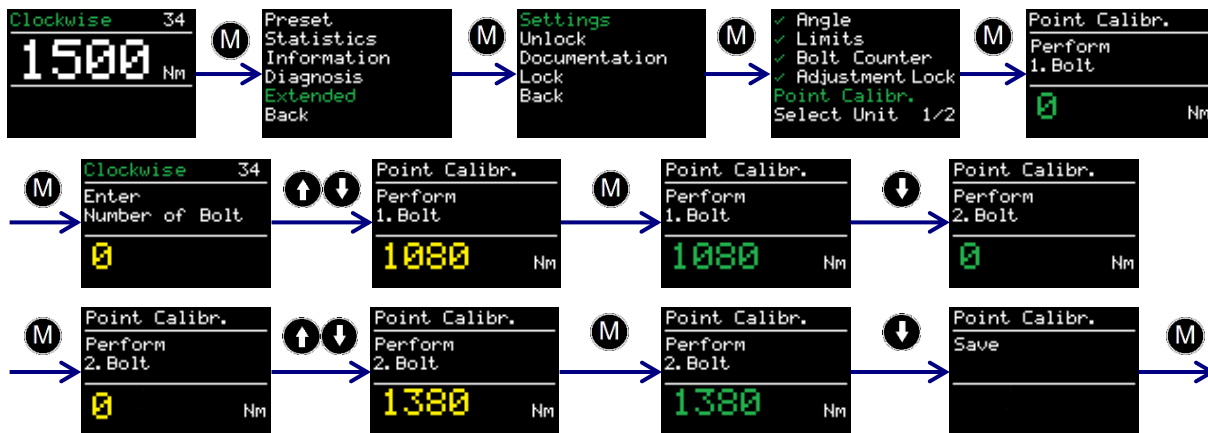 Clockwise 34
1500 Nm
M
Preset
Statistics
Information
Diagnosis
Extended
Back
M
Settings
Unlock
Documentation
Lock
Back
M
✓ Angle
✓ Limits
✓ Bolt Counter
✓ Adjustment Lock
Point Calibr.
Select Unit 1/2
M
Point Calibr.
Perform
1. Bolt
0 Nm
M
Clockwise 34
Enter
Number of Bolt
0
Point Calibr.
Perform
1. Bolt
1080 Nm
M
Point Calibr.
Perform
1. Bolt
1080 Nm
Point Calibr.
Perform
2. Bolt
0 Nm
M
Point Calibr.
Perform
2. Bolt
0 Nm
Point Calibr.
Perform
2. Bolt
1380 Nm
M
Point Calibr.
Perform
2. Bolt
1380 Nm
Point Calibr.
Save
M